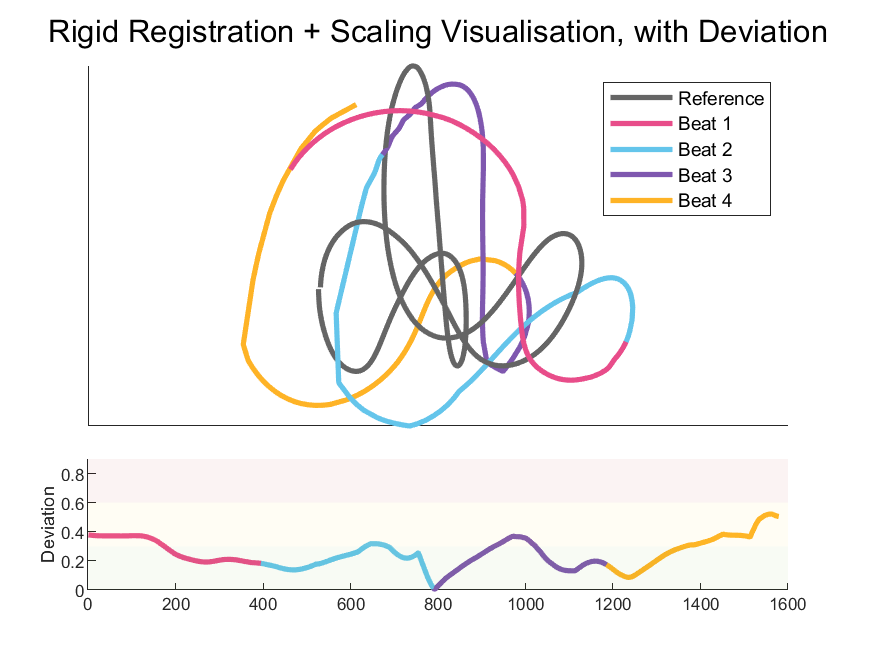 Rigid Registration + Scaling Visualisation, with Deviation
Reference
Beat 1
Beat 2
Beat 3
Beat 4
Deviation
0.8
0.6
0.4
0.2
0
0 200 400 600 800 1000 1200 1400 1600